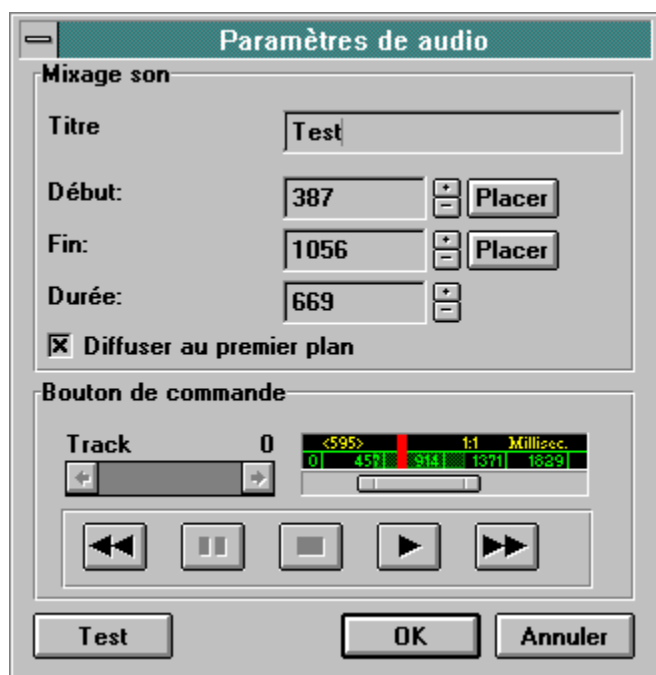 Paramètres de audio
Mixage son
Titre Test
Début: 387 + - Placer
Fin: 1056 + - Placer
Durée: 669 + -
Diffuser au premier plan
Bouton de commande
Track 0
<595> 1:1 Millisec.
0 457 914 1371 1829
Test OK Annuler